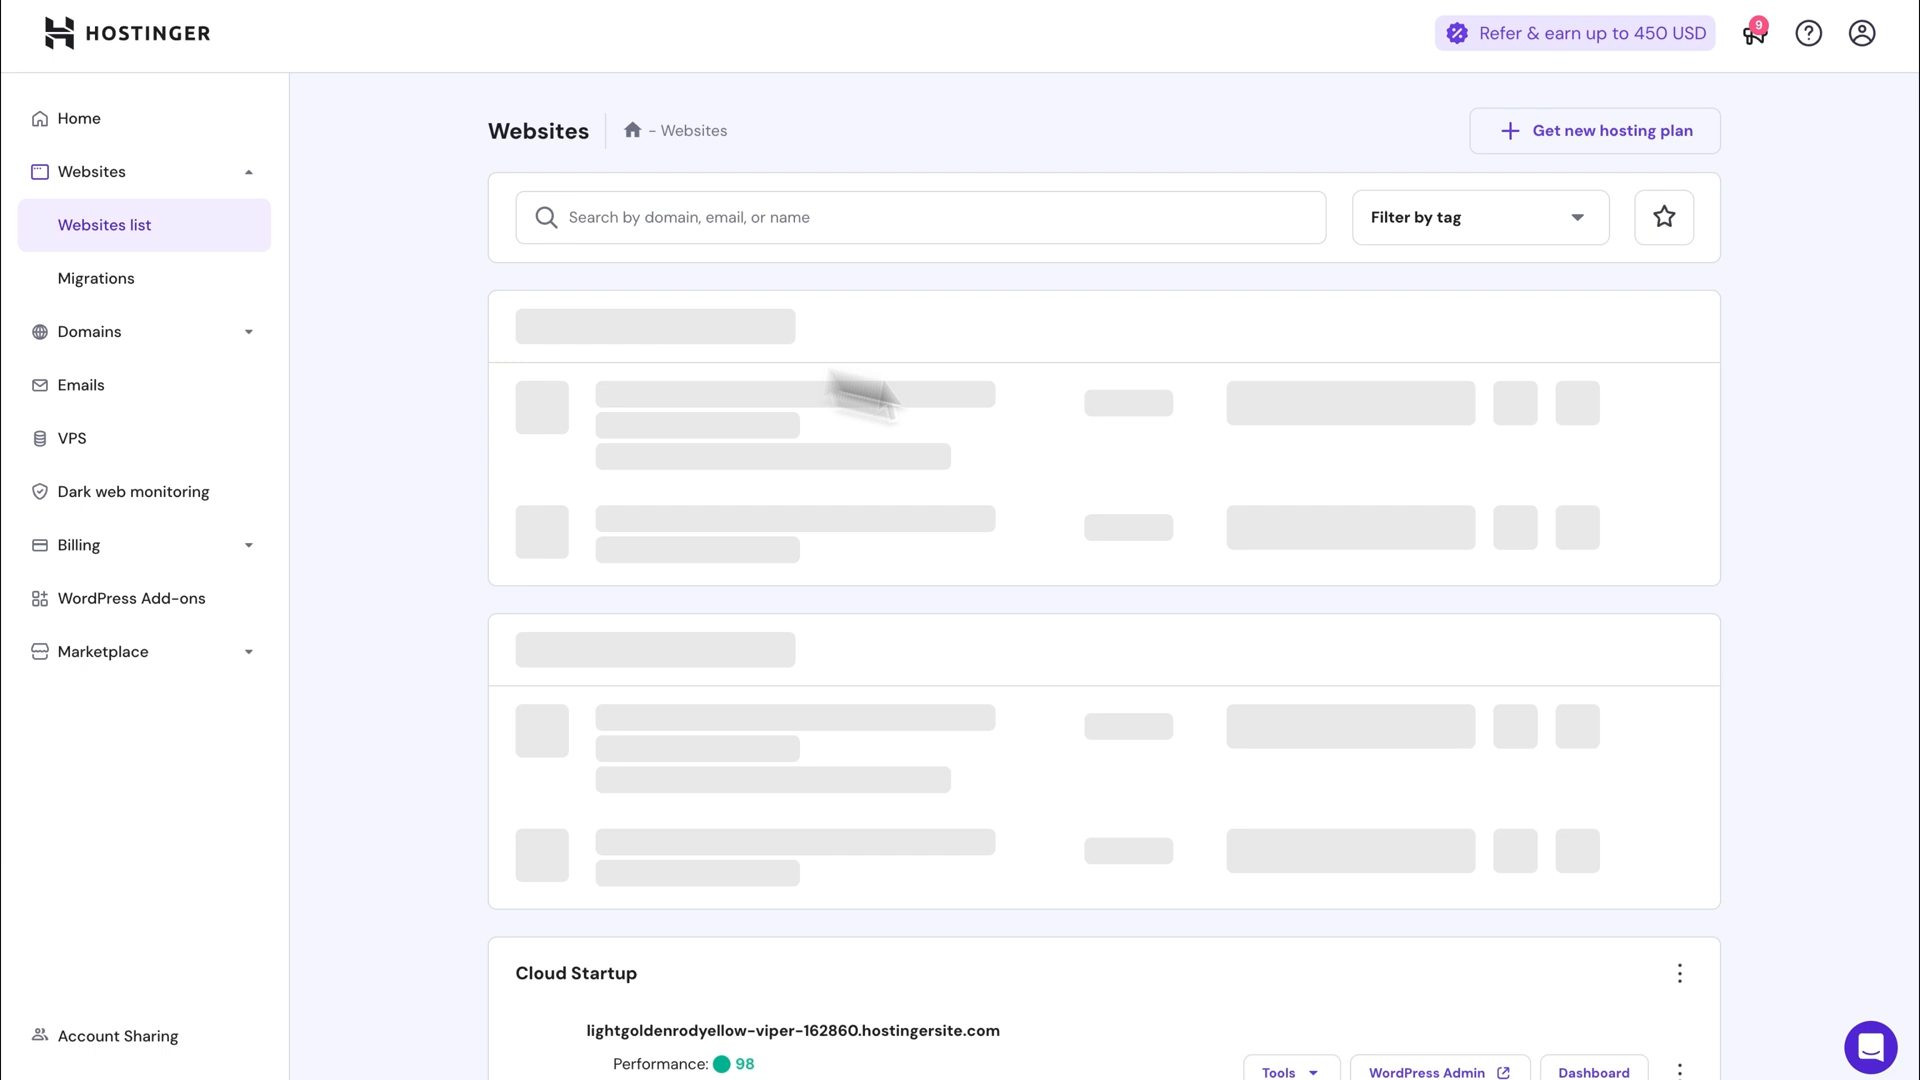 HOSTINGER
Refer & earn up to 450 USD
9
Home
Websites
Websites list
Migrations
Domains
Emails
VPS
Dark web monitoring
Billing
WordPress Add-ons
Marketplace
Account Sharing
Websites
- Websites
Get new hosting plan
Search by domain, email, or name
Filter by tag
Cloud Startup
lightgoldenrodyellow-viper-162860.hostingersite.com
Performance: 98
Tools
WordPress Admin
Dashboard